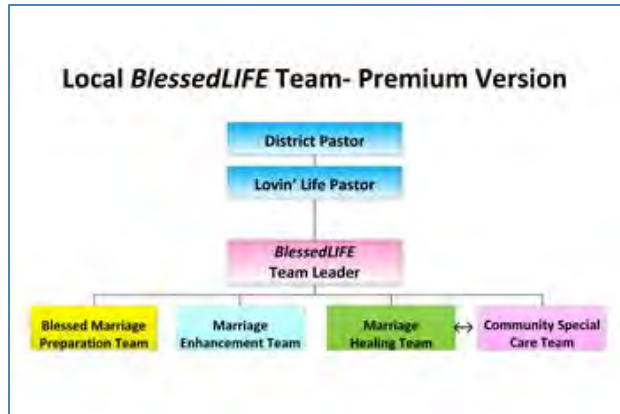 Local BlessedLIFE Team- Premium Version
District Pastor
Lovin' Life Pastor
BlessedLIFE
Team Leader
Blessed Marriage
Preparation Team
Marriage
Enhancement Team
Marriage
Healing Team
Community Special
Care Team